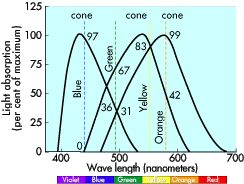 cone cone cone
125
100
75
50
25
0
Light absorption
(per cent of maximum)
97
99
83
67
36
31
42
0
Blue
Green
Yellow
Orange
400 500 600 700
Wave length (nanometers)
Violet Blue Green Yellow Orange Red